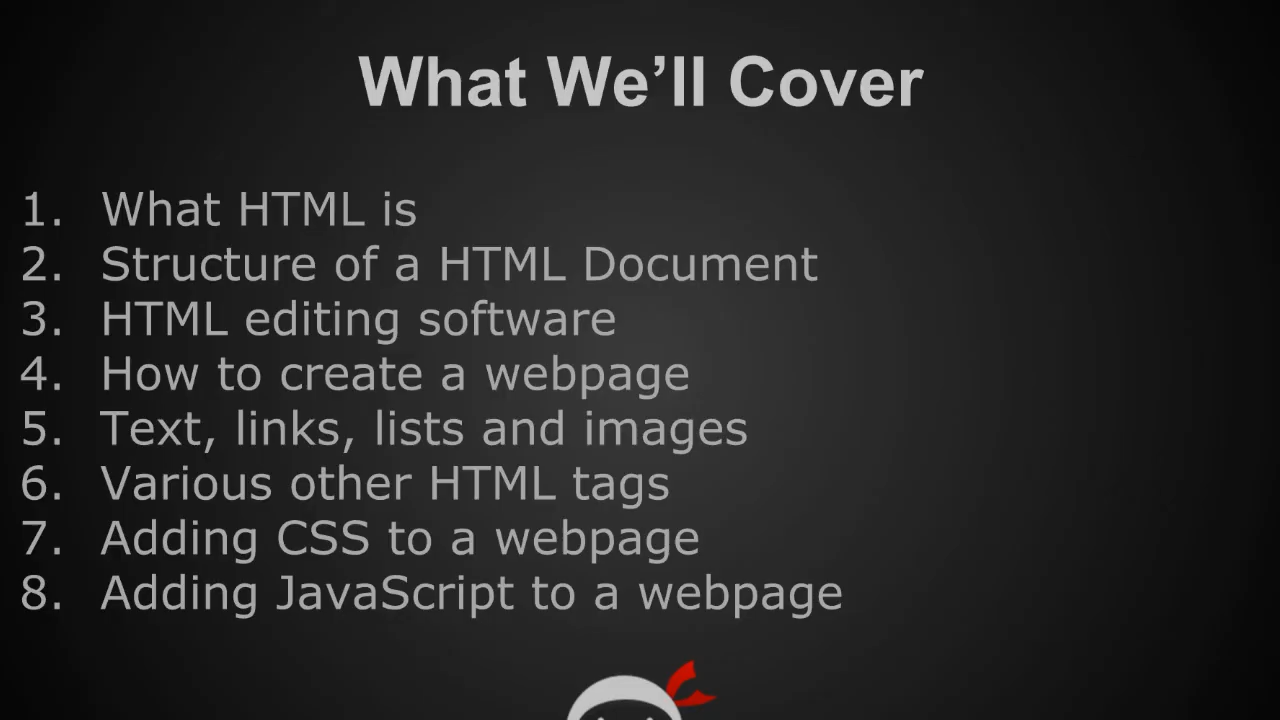 What We’ll Cover
1. What HTML is
2. Structure of a HTML Document
3. HTML editing software
4. How to create a webpage
5. Text, links, lists and images
6. Various other HTML tags
7. Adding CSS to a webpage
8. Adding JavaScript to a webpage